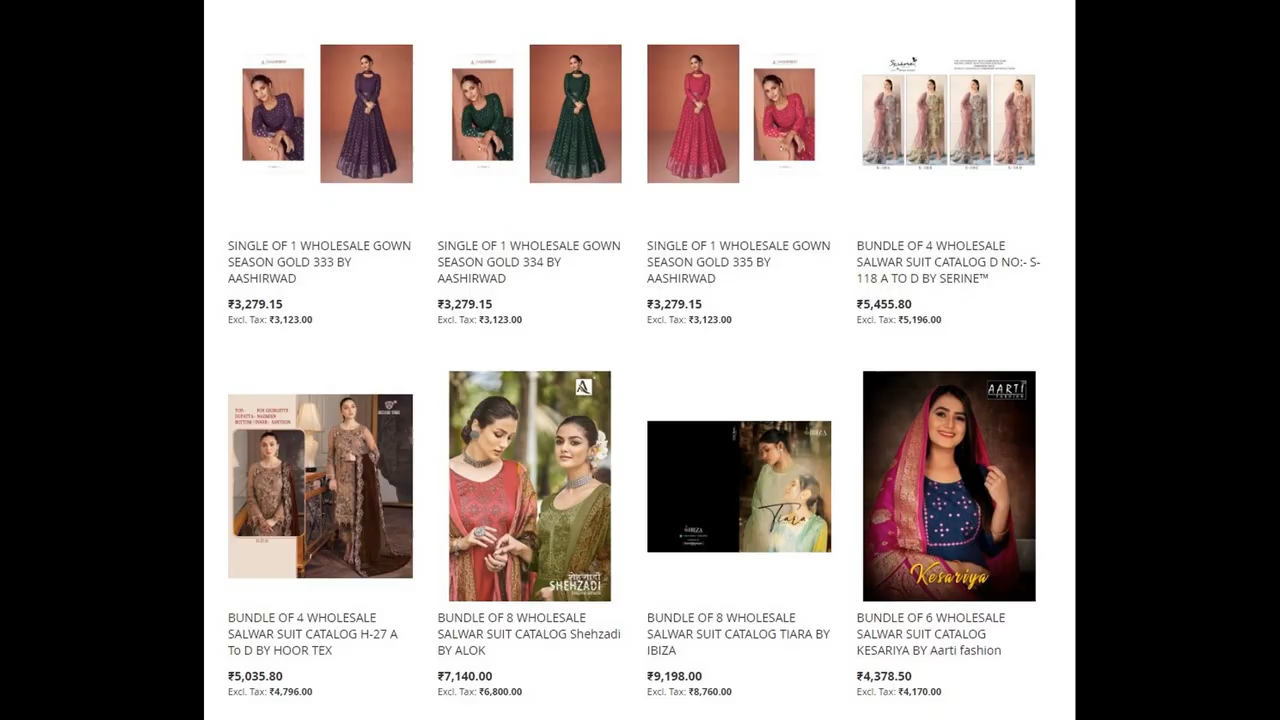 Serine
SINGLE OF 1 WHOLESALE GOWN
SEASON GOLD 333 BY
AASHIRWAD
₹3,279.15
Excl. Tax: ₹3,123.00
SINGLE OF 1 WHOLESALE GOWN
SEASON GOLD 334 BY
AASHIRWAD
₹3,279.15
Excl. Tax: ₹3,123.00
SINGLE OF 1 WHOLESALE GOWN
SEASON GOLD 335 BY
AASHIRWAD
₹3,279.15
Excl. Tax: ₹3,123.00
BUNDLE OF 4 WHOLESALE
SALWAR SUIT CATALOG D NO:- S-
118 A TO D BY SERINE™
₹5,455.80
Excl. Tax: ₹5,196.00
HOOR TEX
शेहज़ादी
SHEHZADI
IBIZA
Tiara
IBIZA
AARTI
FASHION
Kesariya
BUNDLE OF 4 WHOLESALE
SALWAR SUIT CATALOG H-27 A
To D BY HOOR TEX
₹5,035.80
Excl. Tax: ₹4,796.00
BUNDLE OF 8 WHOLESALE
SALWAR SUIT CATALOG Shehzadi
BY ALOK
₹7,140.00
Excl. Tax: ₹6,800.00
BUNDLE OF 8 WHOLESALE
SALWAR SUIT CATALOG TIARA BY
IBIZA
₹9,198.00
Excl. Tax: ₹8,760.00
BUNDLE OF 6 WHOLESALE
SALWAR SUIT CATALOG
KESARIYA BY Aarti fashion
₹4,378.50
Excl. Tax: ₹4,170.00